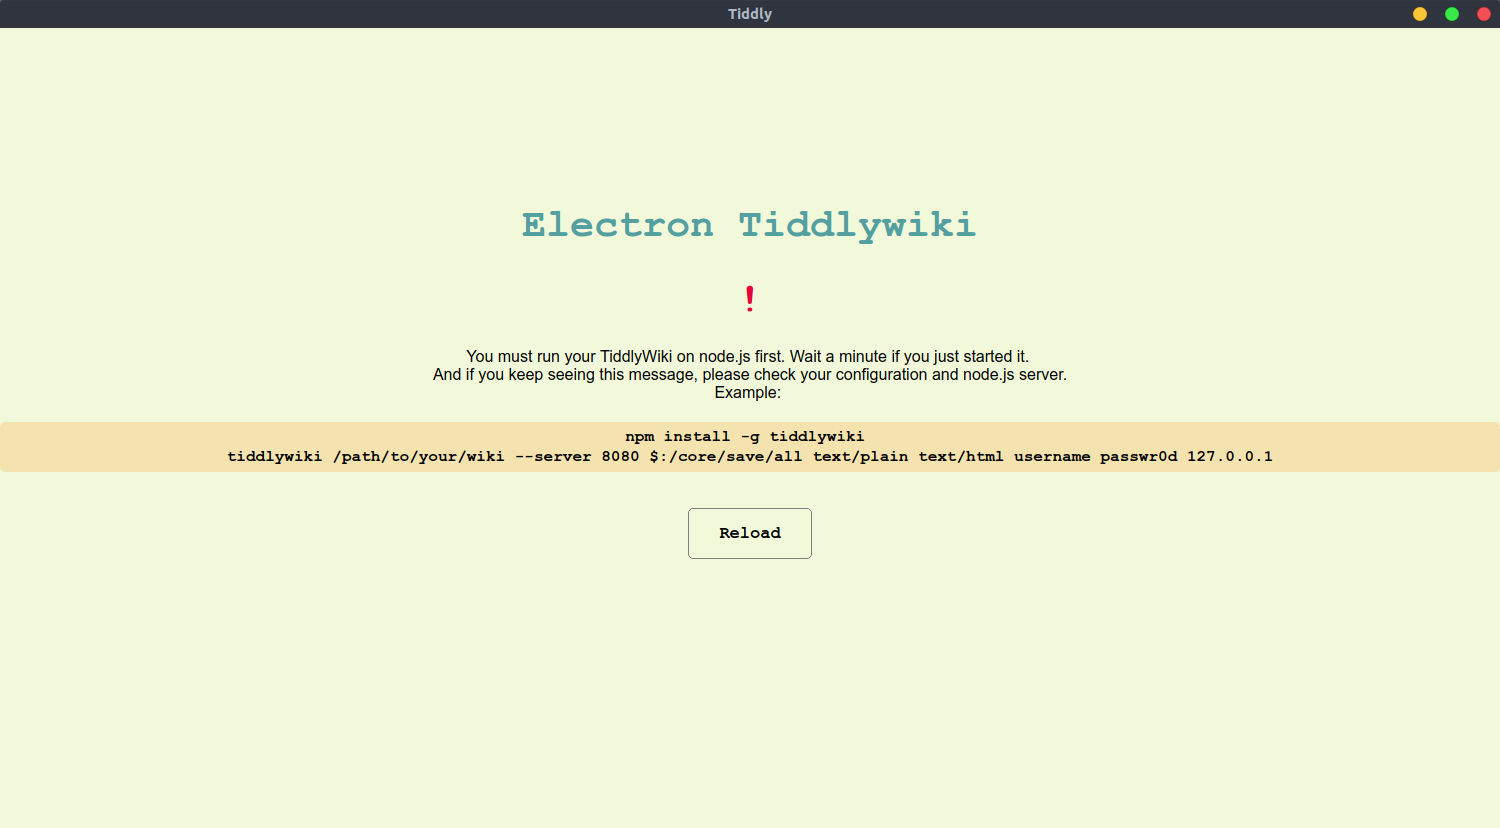 Tiddly
Electron Tiddlywiki
!
You must run your TiddlyWiki on node.js first. Wait a minute if you just started it.
And if you keep seeing this message, please check your configuration and node.js server.
Example:
npm install -g tiddlywiki
tiddlywiki /path/to/your/wiki --server 8080 $:/core/save/all text/plain text/html username passwr0d 127.0.0.1
Reload